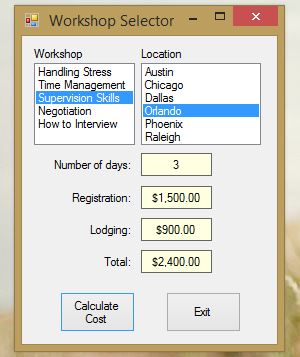 Workshop Selector
Workshop
Handling Stress
Time Management
Supervision Skills
Negotiation
How to Interview
Location
Austin
Chicago
Dallas
Orlando
Phoenix
Raleigh
Number of days: 3
Registration: $1,500.00
Lodging: $900.00
Total: $2,400.00
Calculate
Cost
Exit